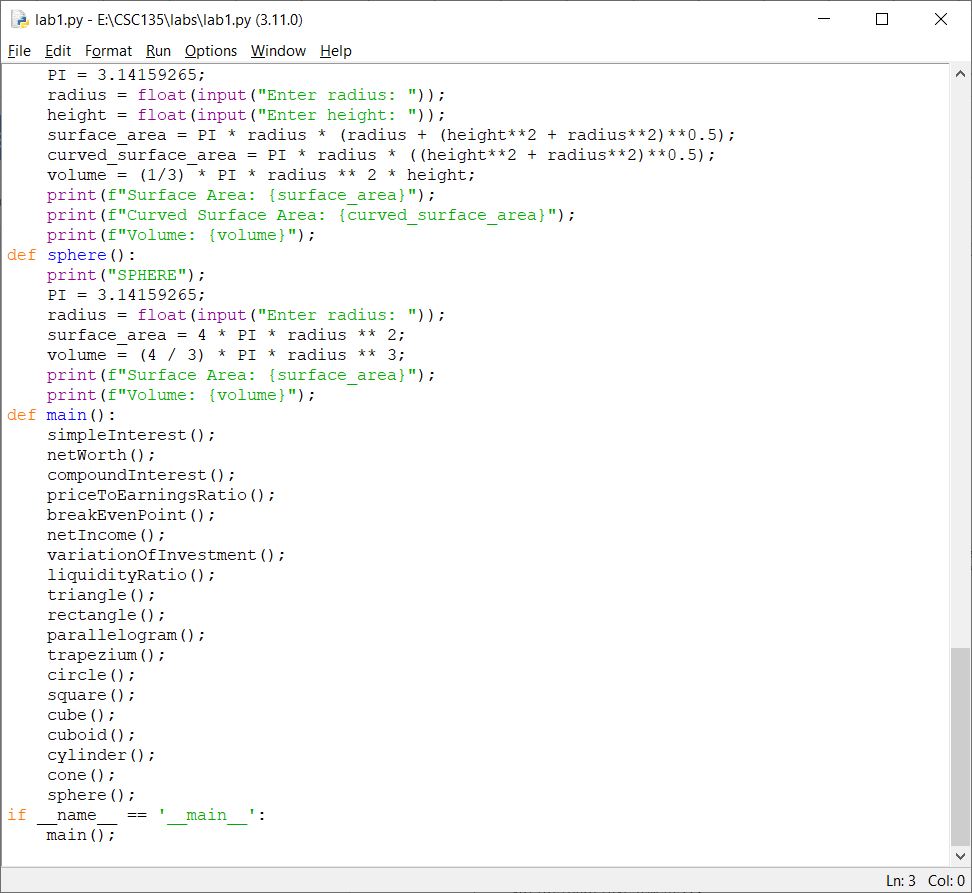 lab1.py - E:\CSC135\labs\lab1.py (3.11.0)
File Edit Format Run Options Window Help
    PI = 3.14159265;
    radius = float(input("Enter radius: "));
    height = float(input("Enter height: "));
    surface_area = PI * radius * (radius + (height**2 + radius**2)**0.5);
    curved_surface_area = PI * radius * ((height**2 + radius**2)**0.5);
    volume = (1/3) * PI * radius ** 2 * height;
    print(f"Surface Area: {surface_area}");
    print(f"Curved Surface Area: {curved_surface_area}");
    print(f"Volume: {volume}");
def sphere():
    print("SPHERE");
    PI = 3.14159265;
    radius = float(input("Enter radius: "));
    surface_area = 4 * PI * radius ** 2;
    volume = (4 / 3) * PI * radius ** 3;
    print(f"Surface Area: {surface_area}");
    print(f"Volume: {volume}");
def main():
    simpleInterest();
    netWorth();
    compoundInterest();
    priceToEarningsRatio();
    breakEvenPoint();
    netIncome();
    variationOfInvestment();
    liquidityRatio();
    triangle();
    rectangle();
    parallelogram();
    trapezium();
    circle();
    square();
    cube();
    cuboid();
    cylinder();
    cone();
    sphere();
if __name__ == '__main__':
    main();
Ln: 3 Col: 0